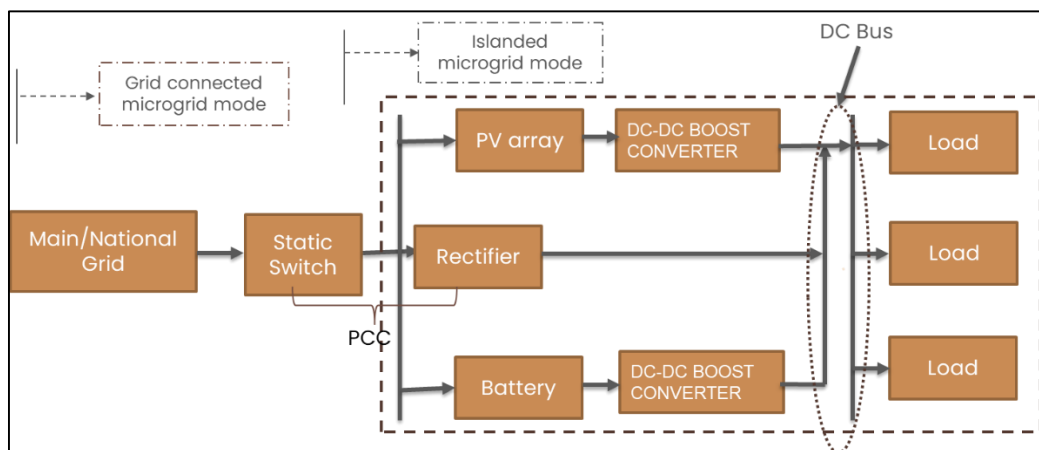 Grid connected
microgrid mode
Islanded
microgrid mode
DC Bus
PV array
DC-DC BOOST
CONVERTER
Load
Main/National
Grid
Static
Switch
Rectifier
Load
PCC
Battery
DC-DC BOOST
CONVERTER
Load